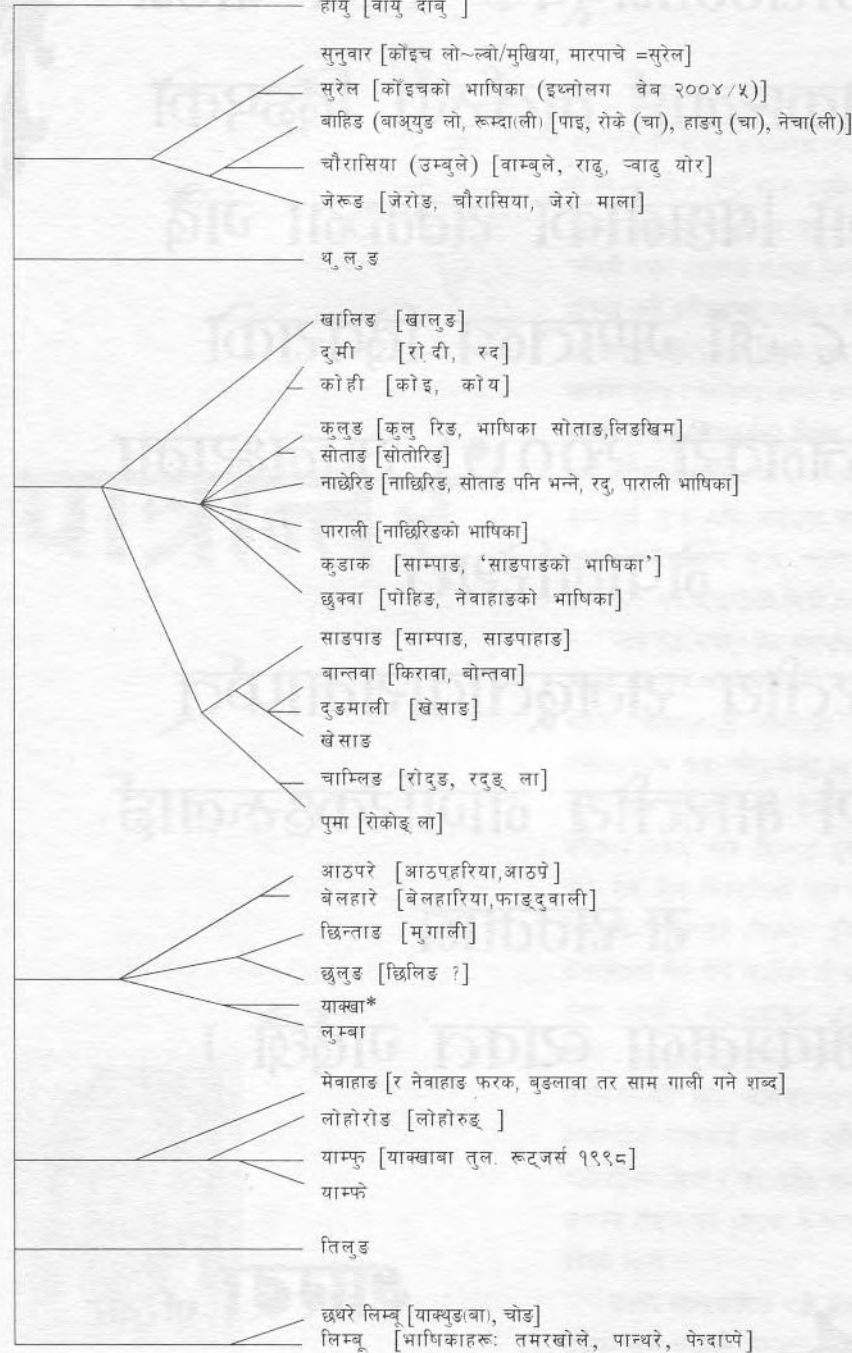 हायु [वायु दाबु ]
सुनुवार [कोँइच लो~ल्वो/मुखिया, मारपाचे =सुरेल]
सुरेल [कोँइचको भाषिका (इथ्नोलग वेब २००४/५)]
बाहिङ (बाअ्युङ लो, रूम्दा(ली) [पाइ, रोके (चा), हाङगु (चा), नेचा(ली)]
चौरासिया (उम्बुले) [वाम्बुले, राद्दु, ऱ्वाद्दु योर]
जेरूङ [जेरोङ, चौरासिया, जेरो माला]
थुलुङ
खालिङ [खालुङ]
दुमी [रोदी, रद]
कोही [कोइ, कोय]
कुलुङ [कुलु रिङ, भाषिका सोताङ,लिङखिम]
सोताङ [सोतोरिङ]
नाछेरिङ [नाछिरिङ, सोताङ पनि भन्ने, रदु, पाराली भाषिका]
पाराली [नाछिरिङको भाषिका]
कुङाक [साम्पाङ, ‘साङपाङको भाषिका’]
छुक्वा [पोहिङ, नेवाहाङको भाषिका]
साङपाङ [साम्पाङ, साङपाहाङ]
बान्तवा [किरावा, बोन्तवा]
दुङमाली [खेसाङ]
खेसाङ
चाम्लिङ [रोदुङ, रदुङ् ला]
पुमा [रोकोङ् ला]
आठपरे [आठपहरिया,आठप्रे]
बेलहारे [बेलहारिया,फाङ्दुवाली]
छिन्ताङ [मुगाली]
छुलुङ [छिलिङ ?]
याक्खा*
लुम्बा
मेवाहाङ [र नेवाहाङ फरक, बुङलावा तर साम गाली गने शब्द]
लोहोरोङ [लोहोरुङ् ]
याम्फु [याक्खाबा तुल. रूट्जर्स १९९८]
याम्फे
तिलुङ
छथरे लिम्बू [याक्थुङ(बा), चोङ]
लिम्बू [भाषिकाहरू: तमरखोले, पान्थरे, फेदाप्पे]